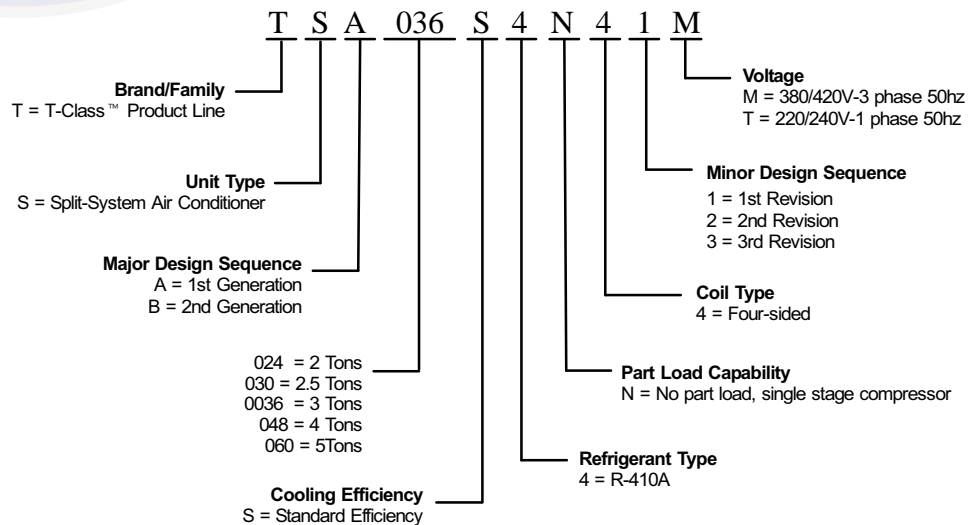 T S A 036 S 4 N 4 1 M
Brand/Family
T = T-Class™ Product Line
Unit Type
S = Split-System Air Conditioner
Major Design Sequence
A = 1st Generation
B = 2nd Generation
024 = 2 Tons
030 = 2.5 Tons
0036 = 3 Tons
048 = 4 Tons
060 = 5Tons
Cooling Efficiency
S = Standard Efficiency
Voltage
M = 380/420V-3 phase 50hz
T = 220/240V-1 phase 50hz
Minor Design Sequence
1 = 1st Revision
2 = 2nd Revision
3 = 3rd Revision
Coil Type
4 = Four-sided
Part Load Capability
N = No part load, single stage compressor
Refrigerant Type
4 = R-410A